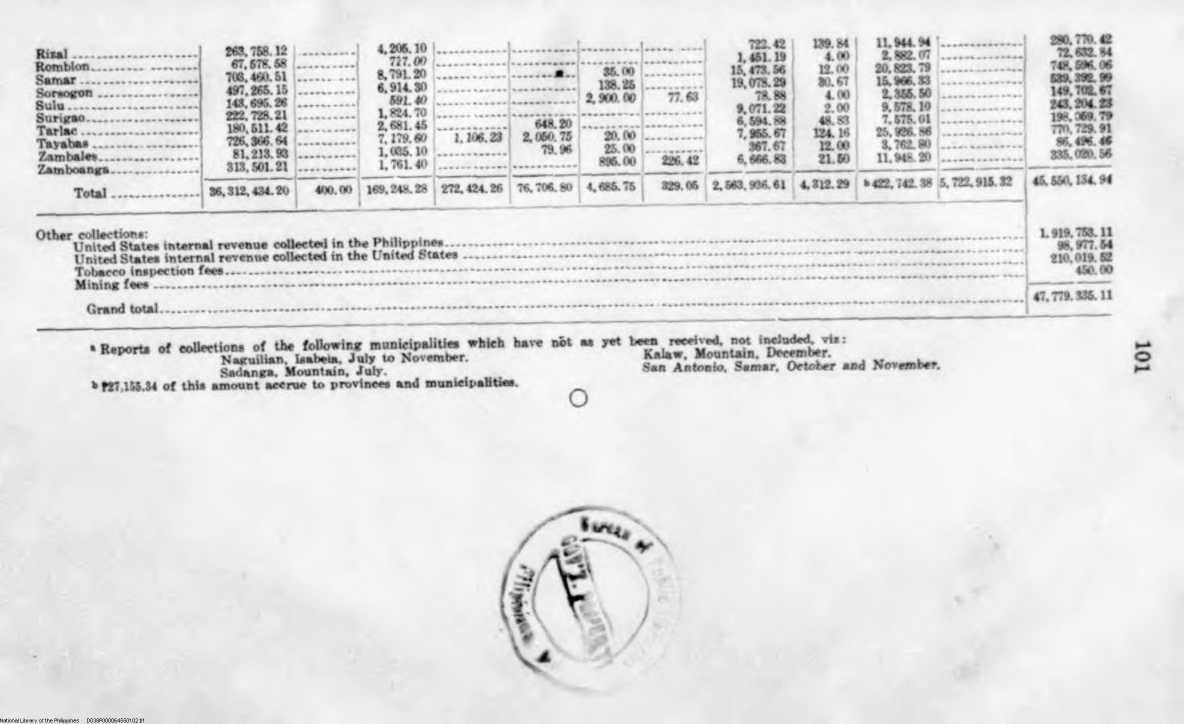 Rizal 263,758.12 4,205.10 722.42 139.84 11,944.94 280,770.42
Romblon 67,578.58 727.00 1,451.19 4.00 2,882.07 72,632.84
Samar 703,460.51 8,791.20 35.00 15,473.56 12.00 20,823.79 748,596.06
Sorsogon 497,265.15 6,914.30 138.25 19,078.29 30.67 15,966.33 539,392.99
Sulu 143,695.26 591.40 2,900.00 77.63 78.88 4.00 2,355.50 149,702.67
Surigao 222,728.21 1,824.70 9,071.22 2.00 9,578.10 243,204.23
Tarlac 180,511.42 2,681.45 648.20 6,594.88 48.83 7,575.01 198,059.79
Tayabas 726,366.64 7,179.60 1,106.23 2,050.75 20.00 7,955.67 124.16 25,926.86 770,729.91
Zambales 81,213.93 1,035.10 79.96 25.00 367.67 12.00 3,762.80 86,496.46
Zamboanga 313,501.21 1,761.40 895.00 226.42 6,666.83 21.50 11,948.20 335,020.56
Total 36,312,434.20 400.00 169,248.28 272,424.26 76,706.80 4,685.75 329.05 2,563,936.61 4,312.29 b 422,742.38 5,722,915.32 45,550,134.94
Other collections:
United States internal revenue collected in the Philippines 1,919,753.11
United States internal revenue collected in the United States 98,977.54
Tobacco inspection fees 210,019.52
Mining fees 450.00
Grand total 47,779,335.11
a Reports of collections of the following municipalities which have not as yet been received, not included, viz:
Naguilian, Isabela, July to November. Kalaw, Mountain, December.
Sadanga, Mountain, July. San Antonio, Samar, October and November.
b ₱27,155.34 of this amount accrue to provinces and municipalities.
101
Bureau of Public
GOV'T. PROPERTY
Philippine
National Library of the Philippines